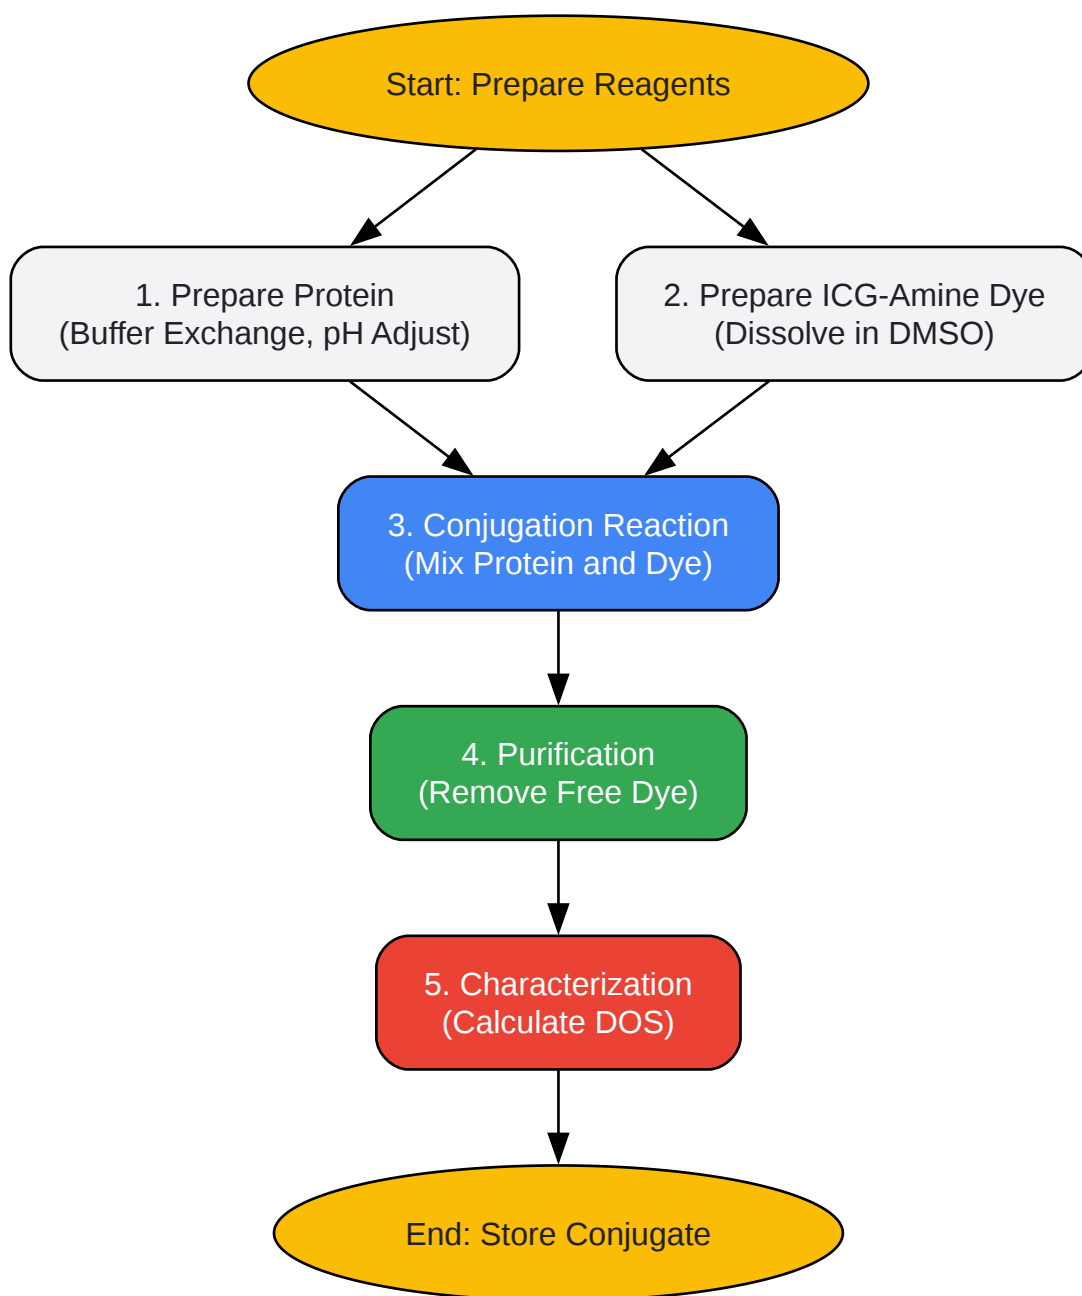 Start: Prepare Reagents
1. Prepare Protein
(Buffer Exchange, pH Adjust)
2. Prepare ICG-Amine Dye
(Dissolve in DMSO)
3. Conjugation Reaction
(Mix Protein and Dye)
4. Purification
(Remove Free Dye)
5. Characterization
(Calculate DOS)
End: Store Conjugate